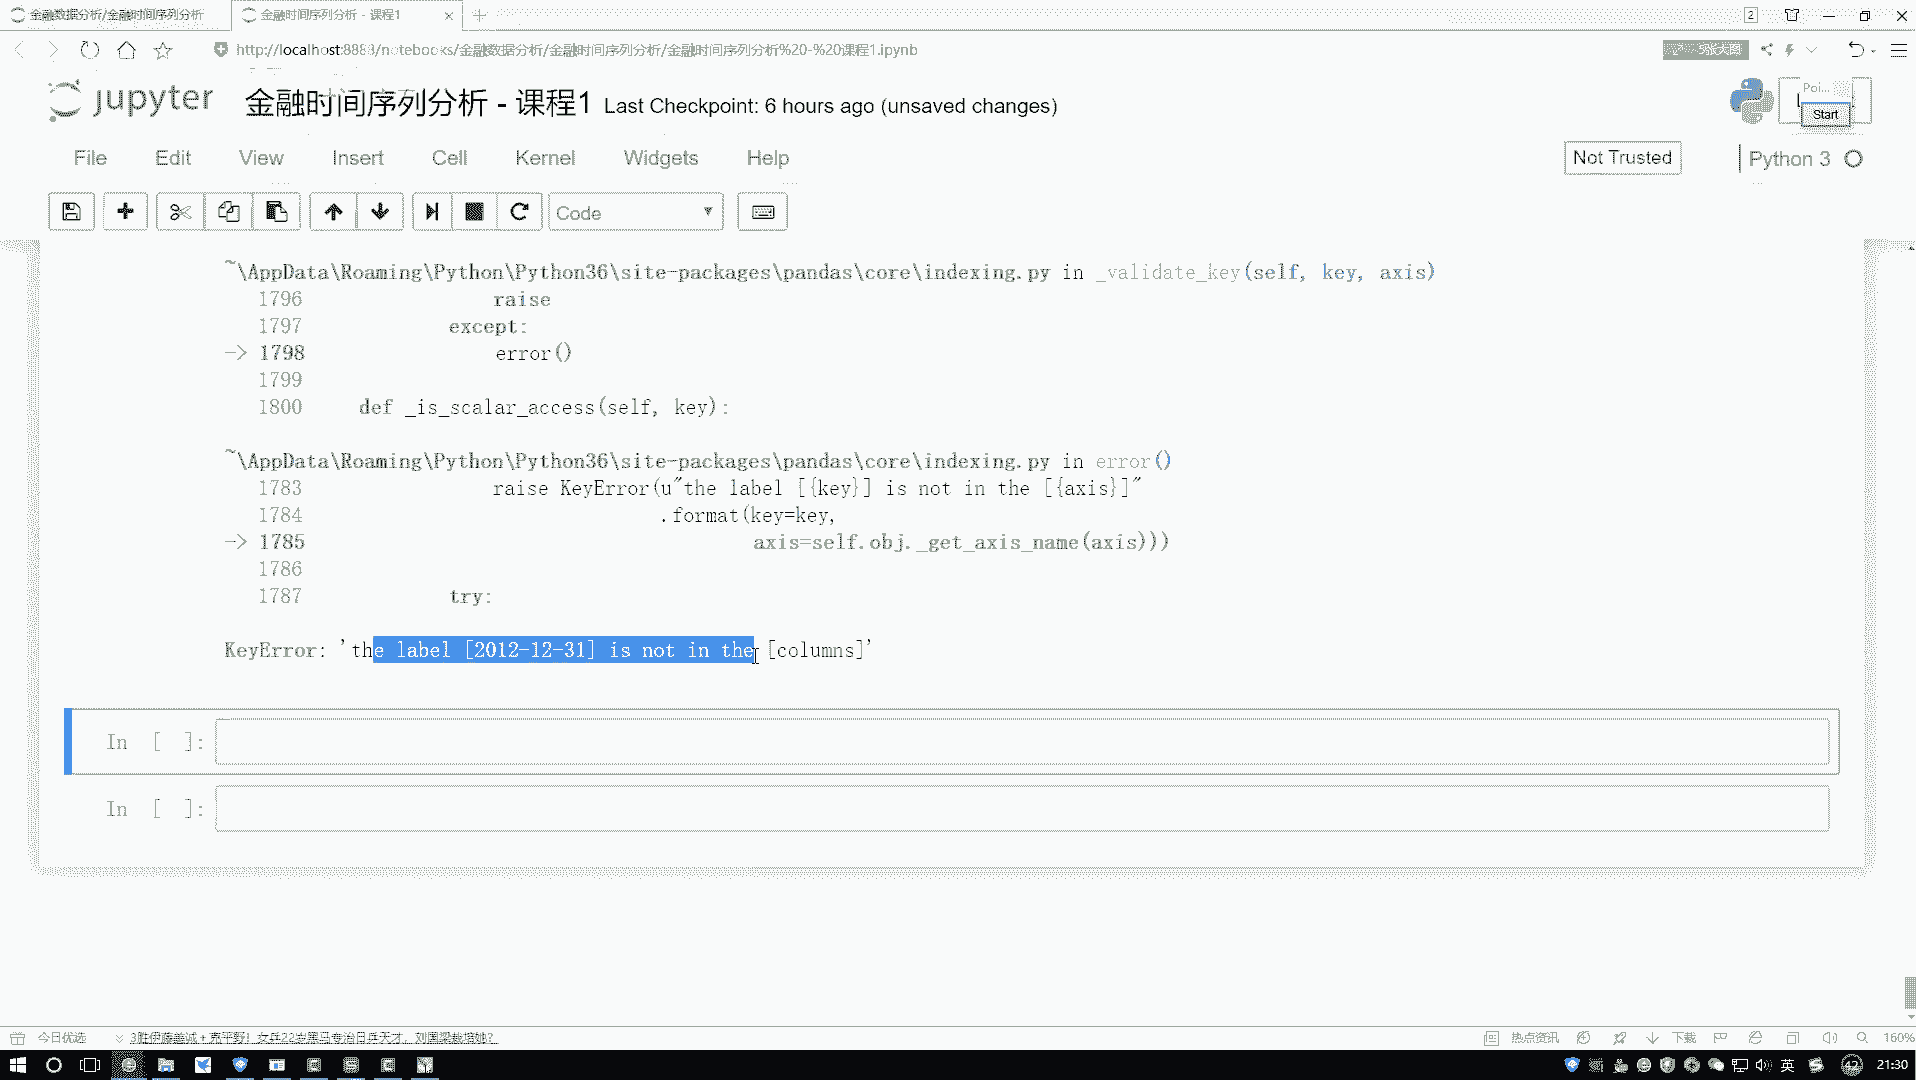 金融数据分析/金融时间序列分析
金融时间序列分析 - 课程1
2
http://localhost:8888/notebooks/金融数据分析/金融时间序列分析/金融时间序列分析%20-%20课程1.ipynb
jupyter
金融时间序列分析 - 课程1 Last Checkpoint: 6 hours ago (unsaved changes)
Poi...
Start
File Edit View Insert Cell Kernel Widgets Help
Not Trusted
Python 3
Code
~\AppData\Roaming\Python\Python36\site-packages\pandas\core\indexing.py in _validate_key(self, key, axis)
1796 raise
1797 except:
-> 1798 error()
1799
1800 def _is_scalar_access(self, key):
~\AppData\Roaming\Python\Python36\site-packages\pandas\core\indexing.py in error()
1783 raise KeyError(u"the label [{key}] is not in the [{axis}]"
1784 .format(key=key,
-> 1785 axis=self.obj._get_axis_name(axis)))
1786
1787 try:
KeyError: 'the label [2012-12-31] is not in the [columns]'
In [ ]:
In [ ]:
今日优选
热点资讯
下载
160%
英
42
21:30